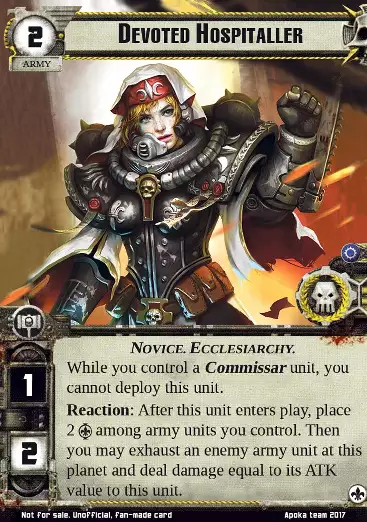 2
DEVOTED HOSPITALLER
ARMY
NOVICE. ECCLESIARCHY.
While you control a Commissar unit, you
cannot deploy this unit.
1
Reaction: After this unit enters play, place
2 among army units you control. Then
you may exhaust an enemy army unit at this
2
planet and deal damage equal to its ATK
value to this unit.
Not for sale. Unofficial, fan-made card
Apoka team 2017